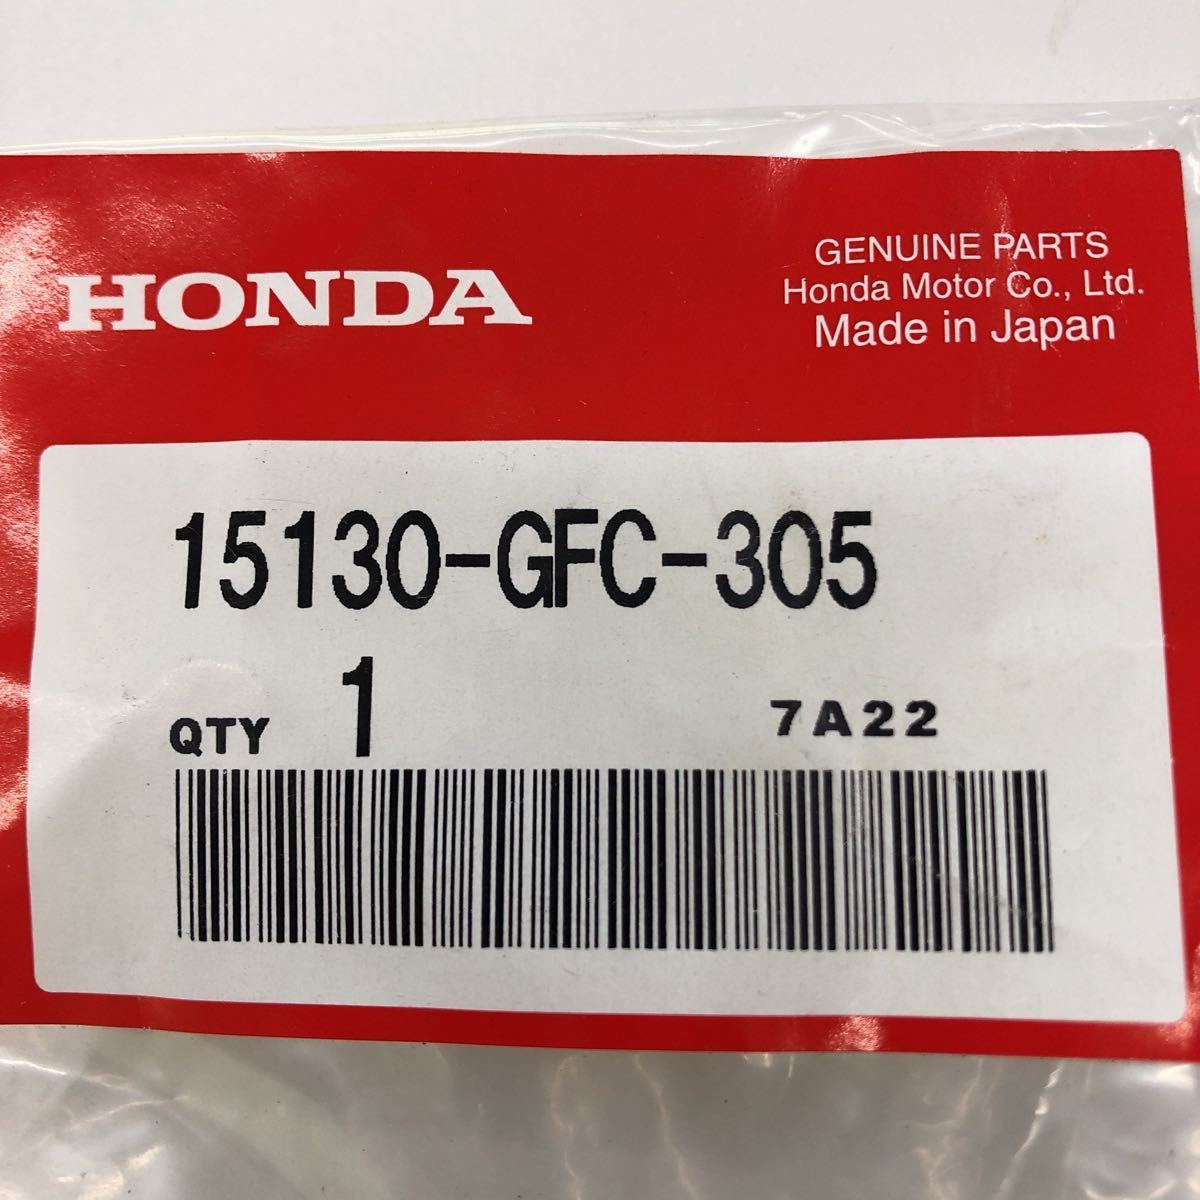 HONDA
GENUINE PARTS
Honda Motor Co., Ltd.
Made in Japan
15130-GFC-305
QTY 1 7A22